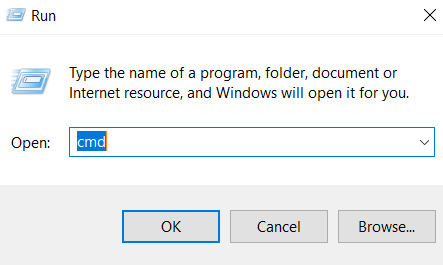 Run
Type the name of a program, folder, document or
Internet resource, and Windows will open it for you.
Open: cmd
OK Cancel Browse...